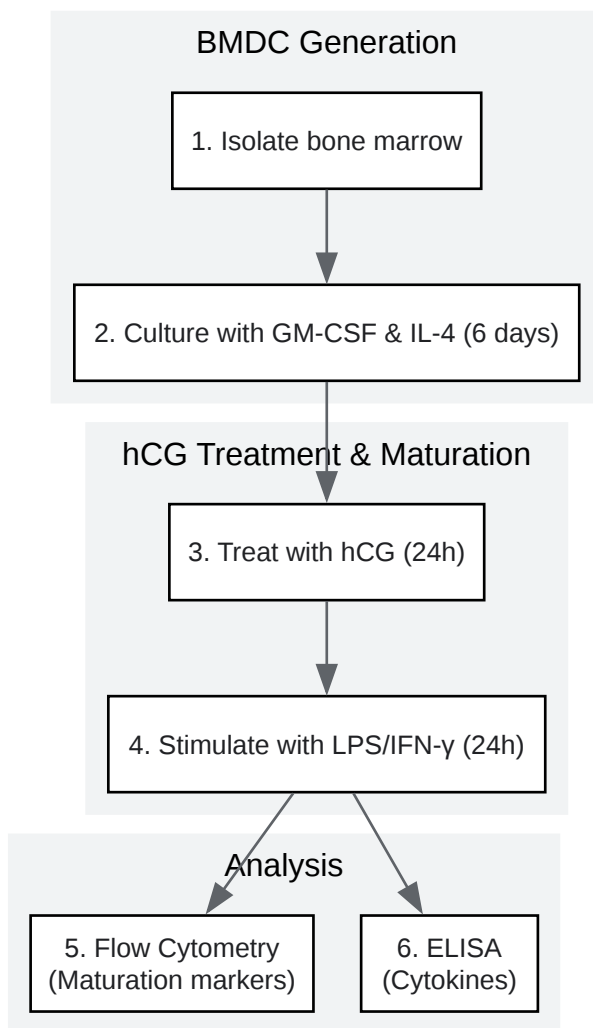 BMDC Generation
1. Isolate bone marrow
2. Culture with GM-CSF & IL-4 (6 days)
hCG Treatment & Maturation
3. Treat with hCG (24h)
4. Stimulate with LPS/IFN-γ (24h)
Analysis
5. Flow Cytometry
(Maturation markers)
6. ELISA
(Cytokines)